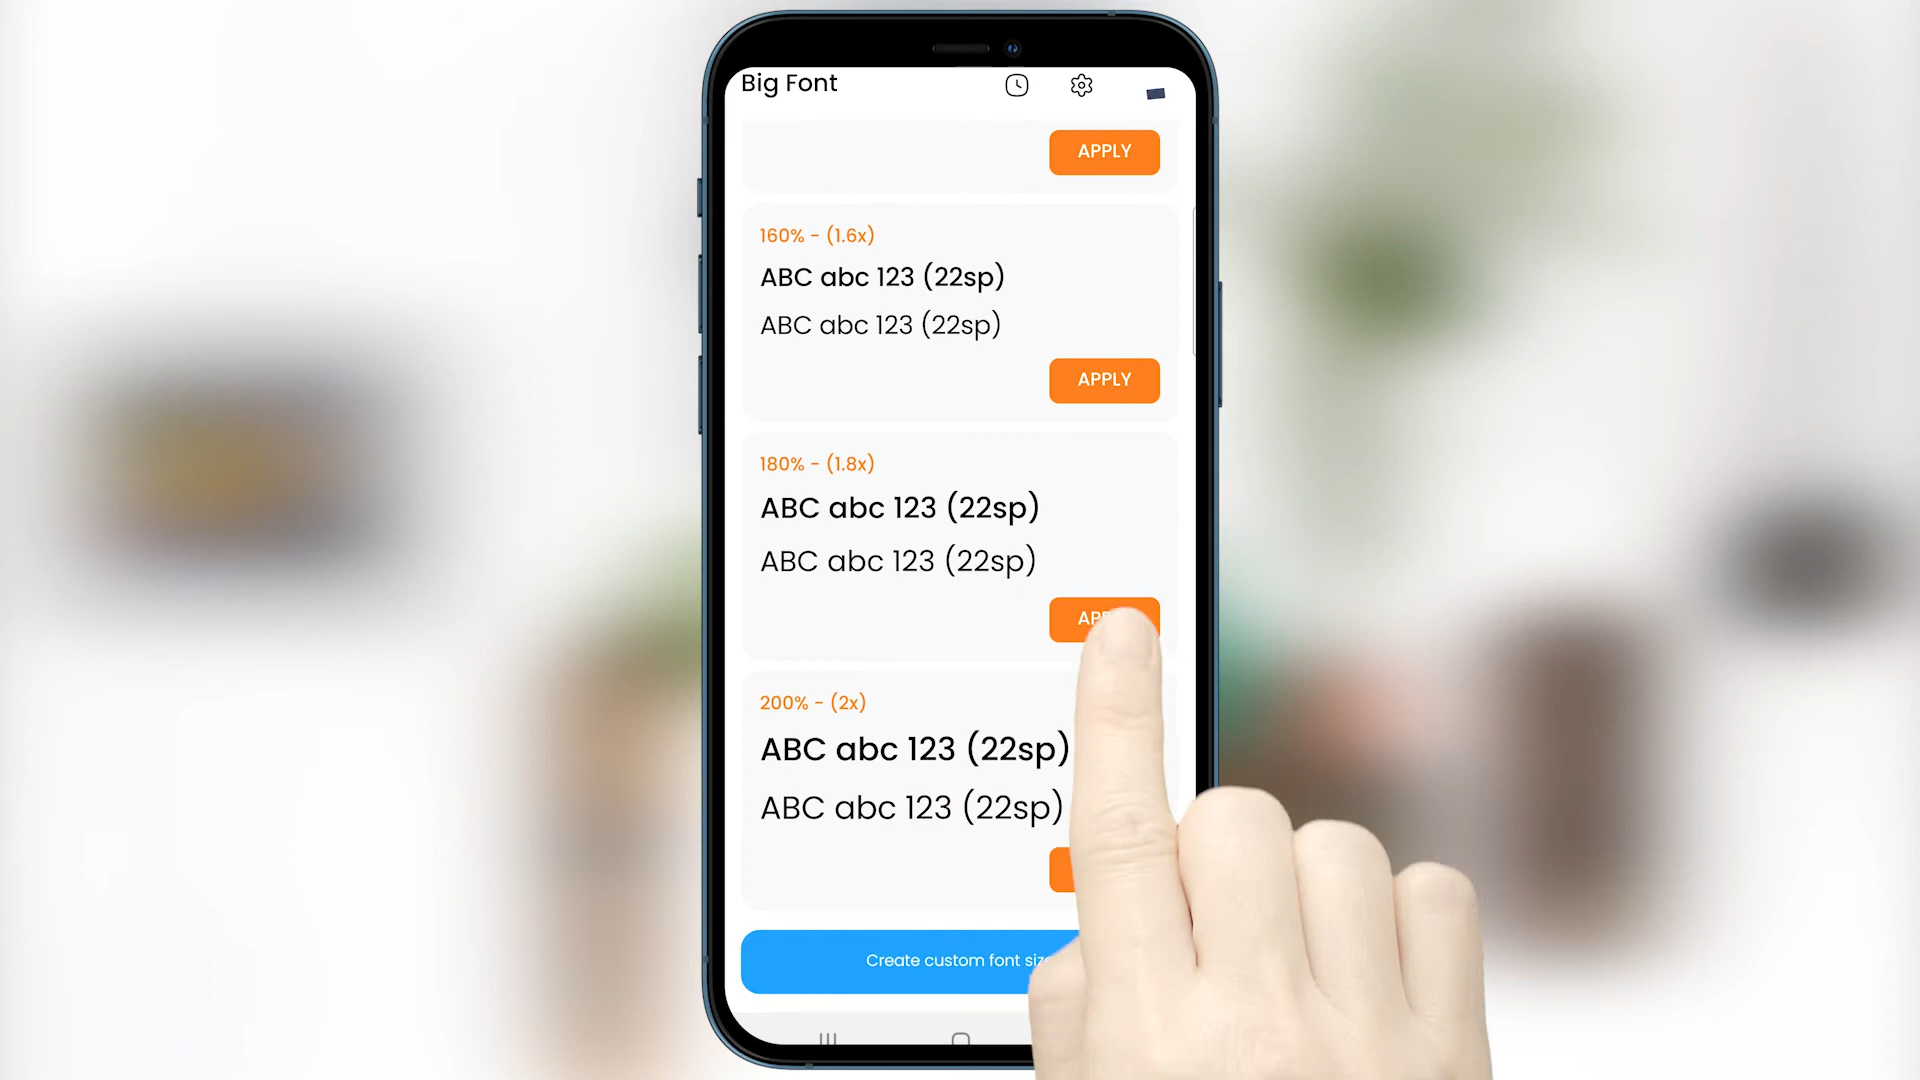 Big Font
APPLY
160% - (1.6x)
ABC abc 123 (22sp)
ABC abc 123 (22sp)
APPLY
180% - (1.8x)
ABC abc 123 (22sp)
ABC abc 123 (22sp)
200% - (2x)
ABC abc 123 (22sp)
ABC abc 123 (22sp)
Create custom font size